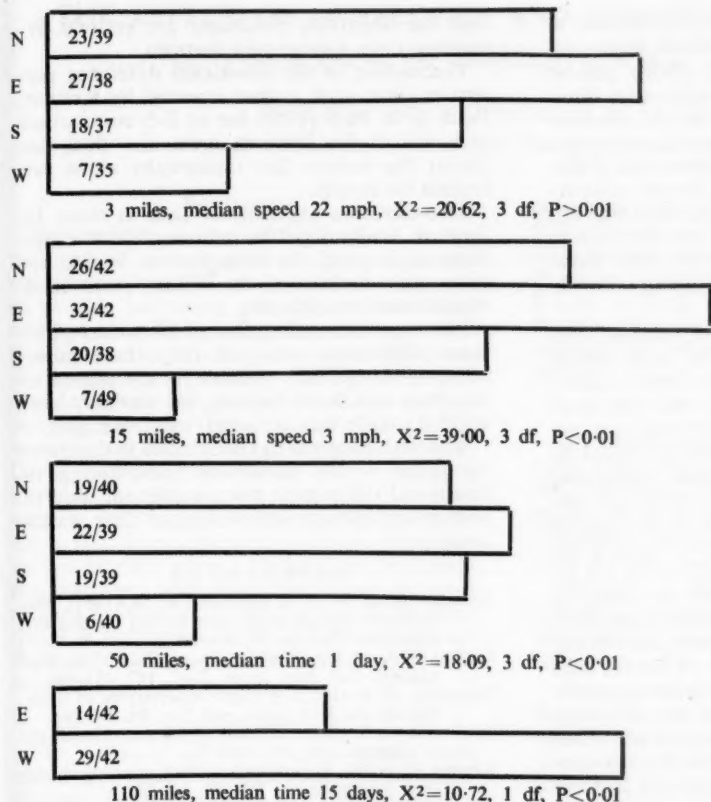 N 23/39
E 27/38
S 18/37
W 7/35
3 miles, median speed 22 mph, X²=20·62, 3 df, P>0·01
N 26/42
E 32/42
S 20/38
W 7/49
15 miles, median speed 3 mph, X²=39·00, 3 df, P<0·01
N 19/40
E 22/39
S 19/39
W 6/40
50 miles, median time 1 day, X²=18·09, 3 df, P<0·01
E 14/42
W 29/42
110 miles, median time 15 days, X²=10·72, 1 df, P<0·01